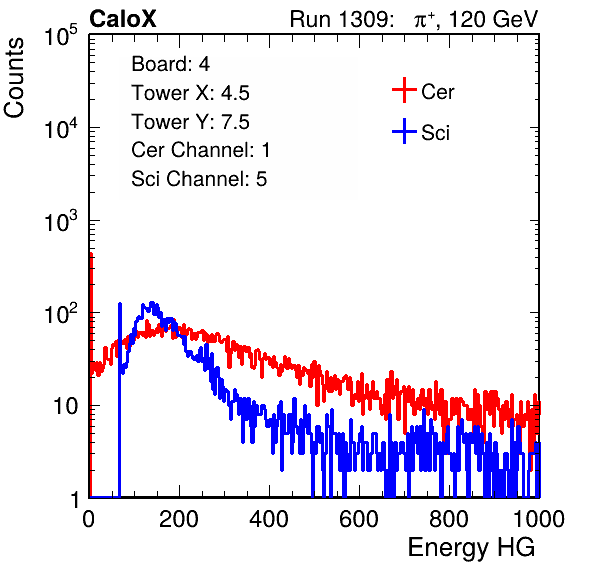 CaloX Run 1309: π⁺, 120 GeV
Counts
Board: 4
Tower X: 4.5
Tower Y: 7.5
Cer Channel: 1
Sci Channel: 5
Cer
Sci
10⁵
10⁴
10³
10²
10
1
0 200 400 600 800 1000
Energy HG